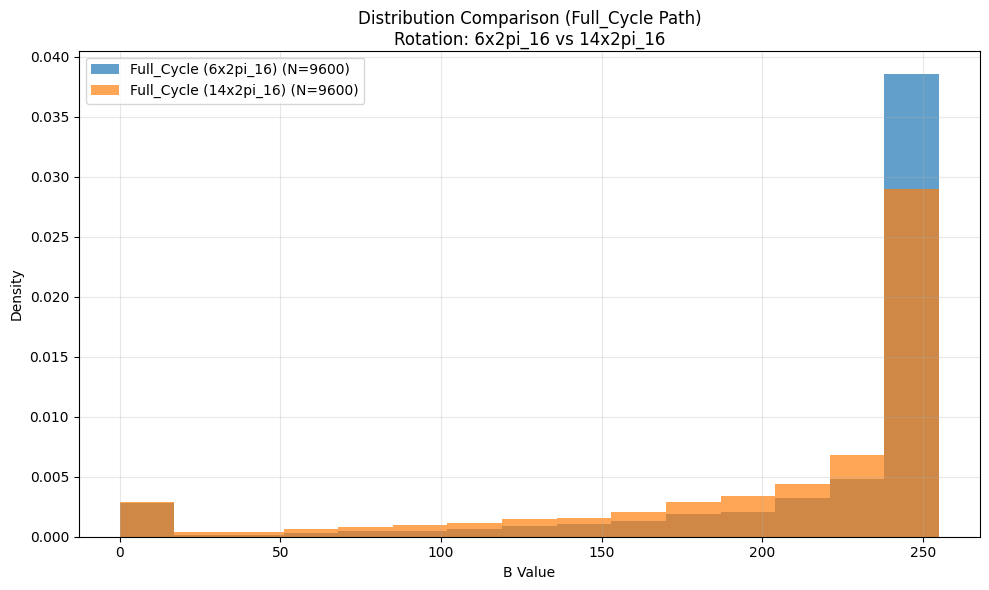 Distribution Comparison (Full_Cycle Path)
Rotation: 6x2pi_16 vs 14x2pi_16
Full_Cycle (6x2pi_16) (N=9600)
Full_Cycle (14x2pi_16) (N=9600)
0.040
0.035
0.030
0.025
0.020
0.015
0.010
0.005
0.000
Density
0 50 100 150 200 250
B Value